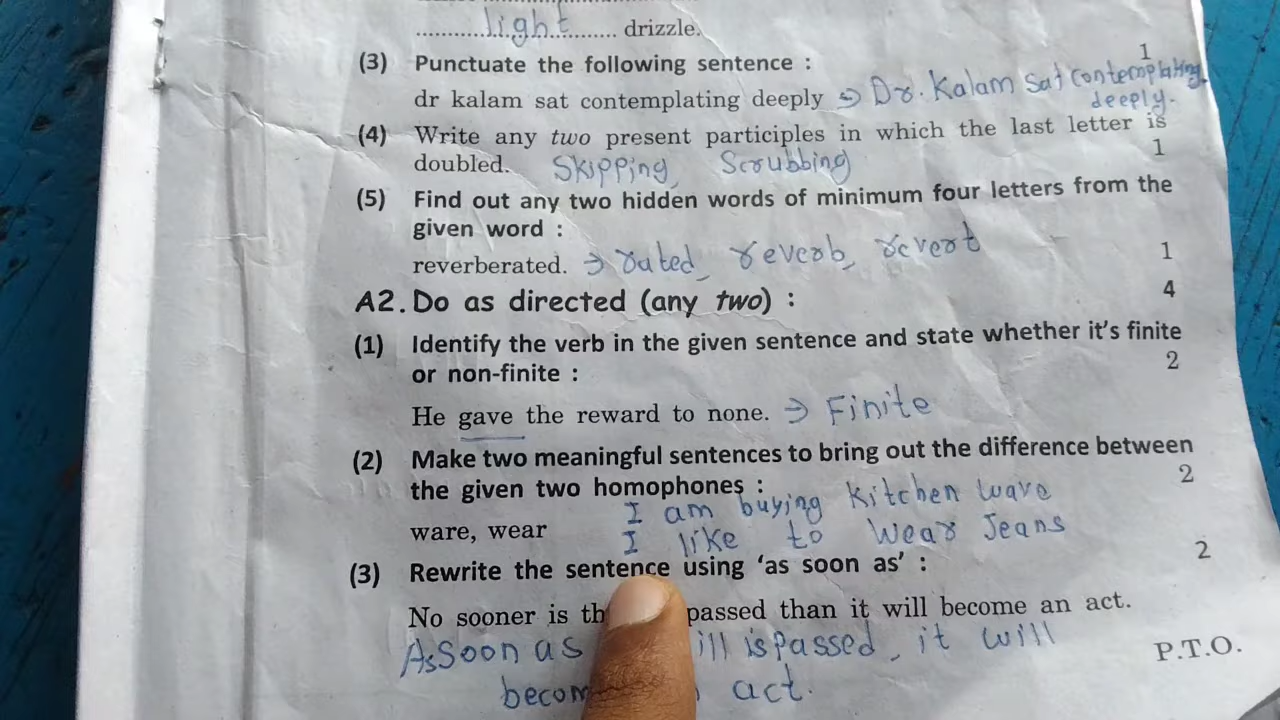 light drizzle.
(3) Punctuate the following sentence : 1
dr kalam sat contemplating deeply → Dr. Kalam sat contemplating
deeply.
(4) Write any two present participles in which the last letter is
doubled. Skipping, Scrubbing 1
(5) Find out any two hidden words of minimum four letters from the
given word :
reverberated. → rated, reverb, revert 1
A2. Do as directed (any two) : 4
(1) Identify the verb in the given sentence and state whether it's finite
or non-finite : 2
He gave the reward to none. → Finite
(2) Make two meaningful sentences to bring out the difference between
the given two homophones : 2
I am buying Kitchen ware
ware, wear
I like to Wear Jeans
(3) Rewrite the sentence using 'as soon as' : 2
No sooner is passed than it will become an act.
As Soon as is passed, it will
act.
P.T.O.